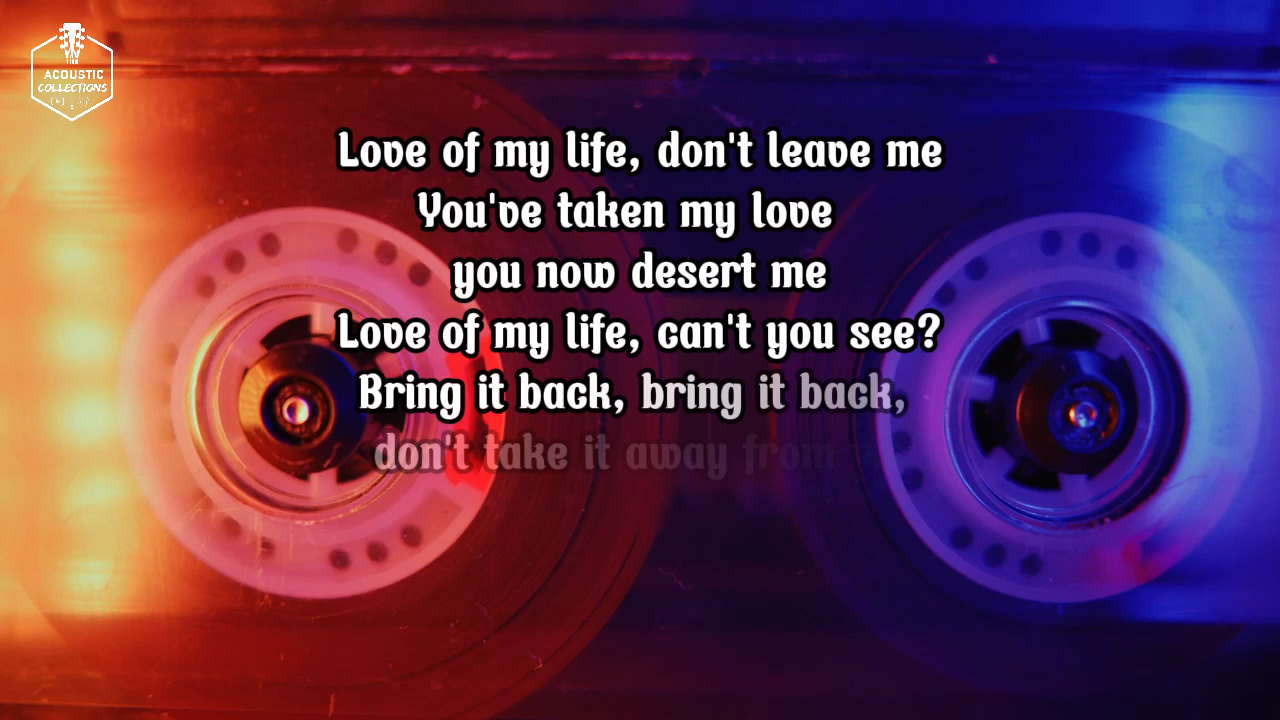 ACOUSTIC
COLLECTIONS
Love of my life, don't leave me
You've taken my love
you now desert me
Love of my life, can't you see?
Bring it back, bring it back,
don't take it away from